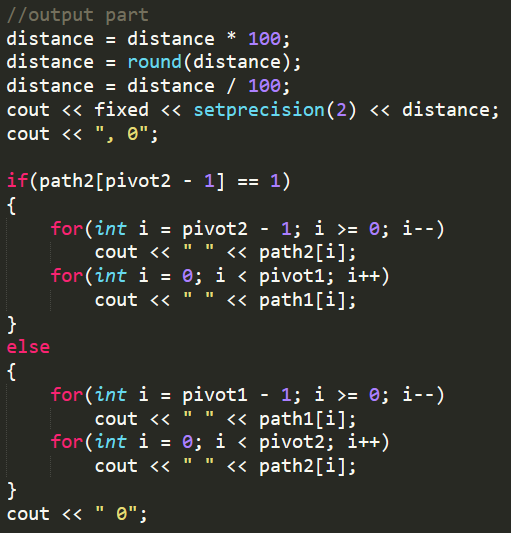 //output part
distance = distance * 100;
distance = round(distance);
distance = distance / 100;
cout << fixed << setprecision(2) << distance;
cout << ", 0";

if(path2[pivot2 - 1] == 1)
{
    for(int i = pivot2 - 1; i >= 0; i--)
        cout << " " << path2[i];
    for(int i = 0; i < pivot1; i++)
        cout << " " << path1[i];
}
else
{
    for(int i = pivot1 - 1; i >= 0; i--)
        cout << " " << path1[i];
    for(int i = 0; i < pivot2; i++)
        cout << " " << path2[i];
}
cout << " 0";